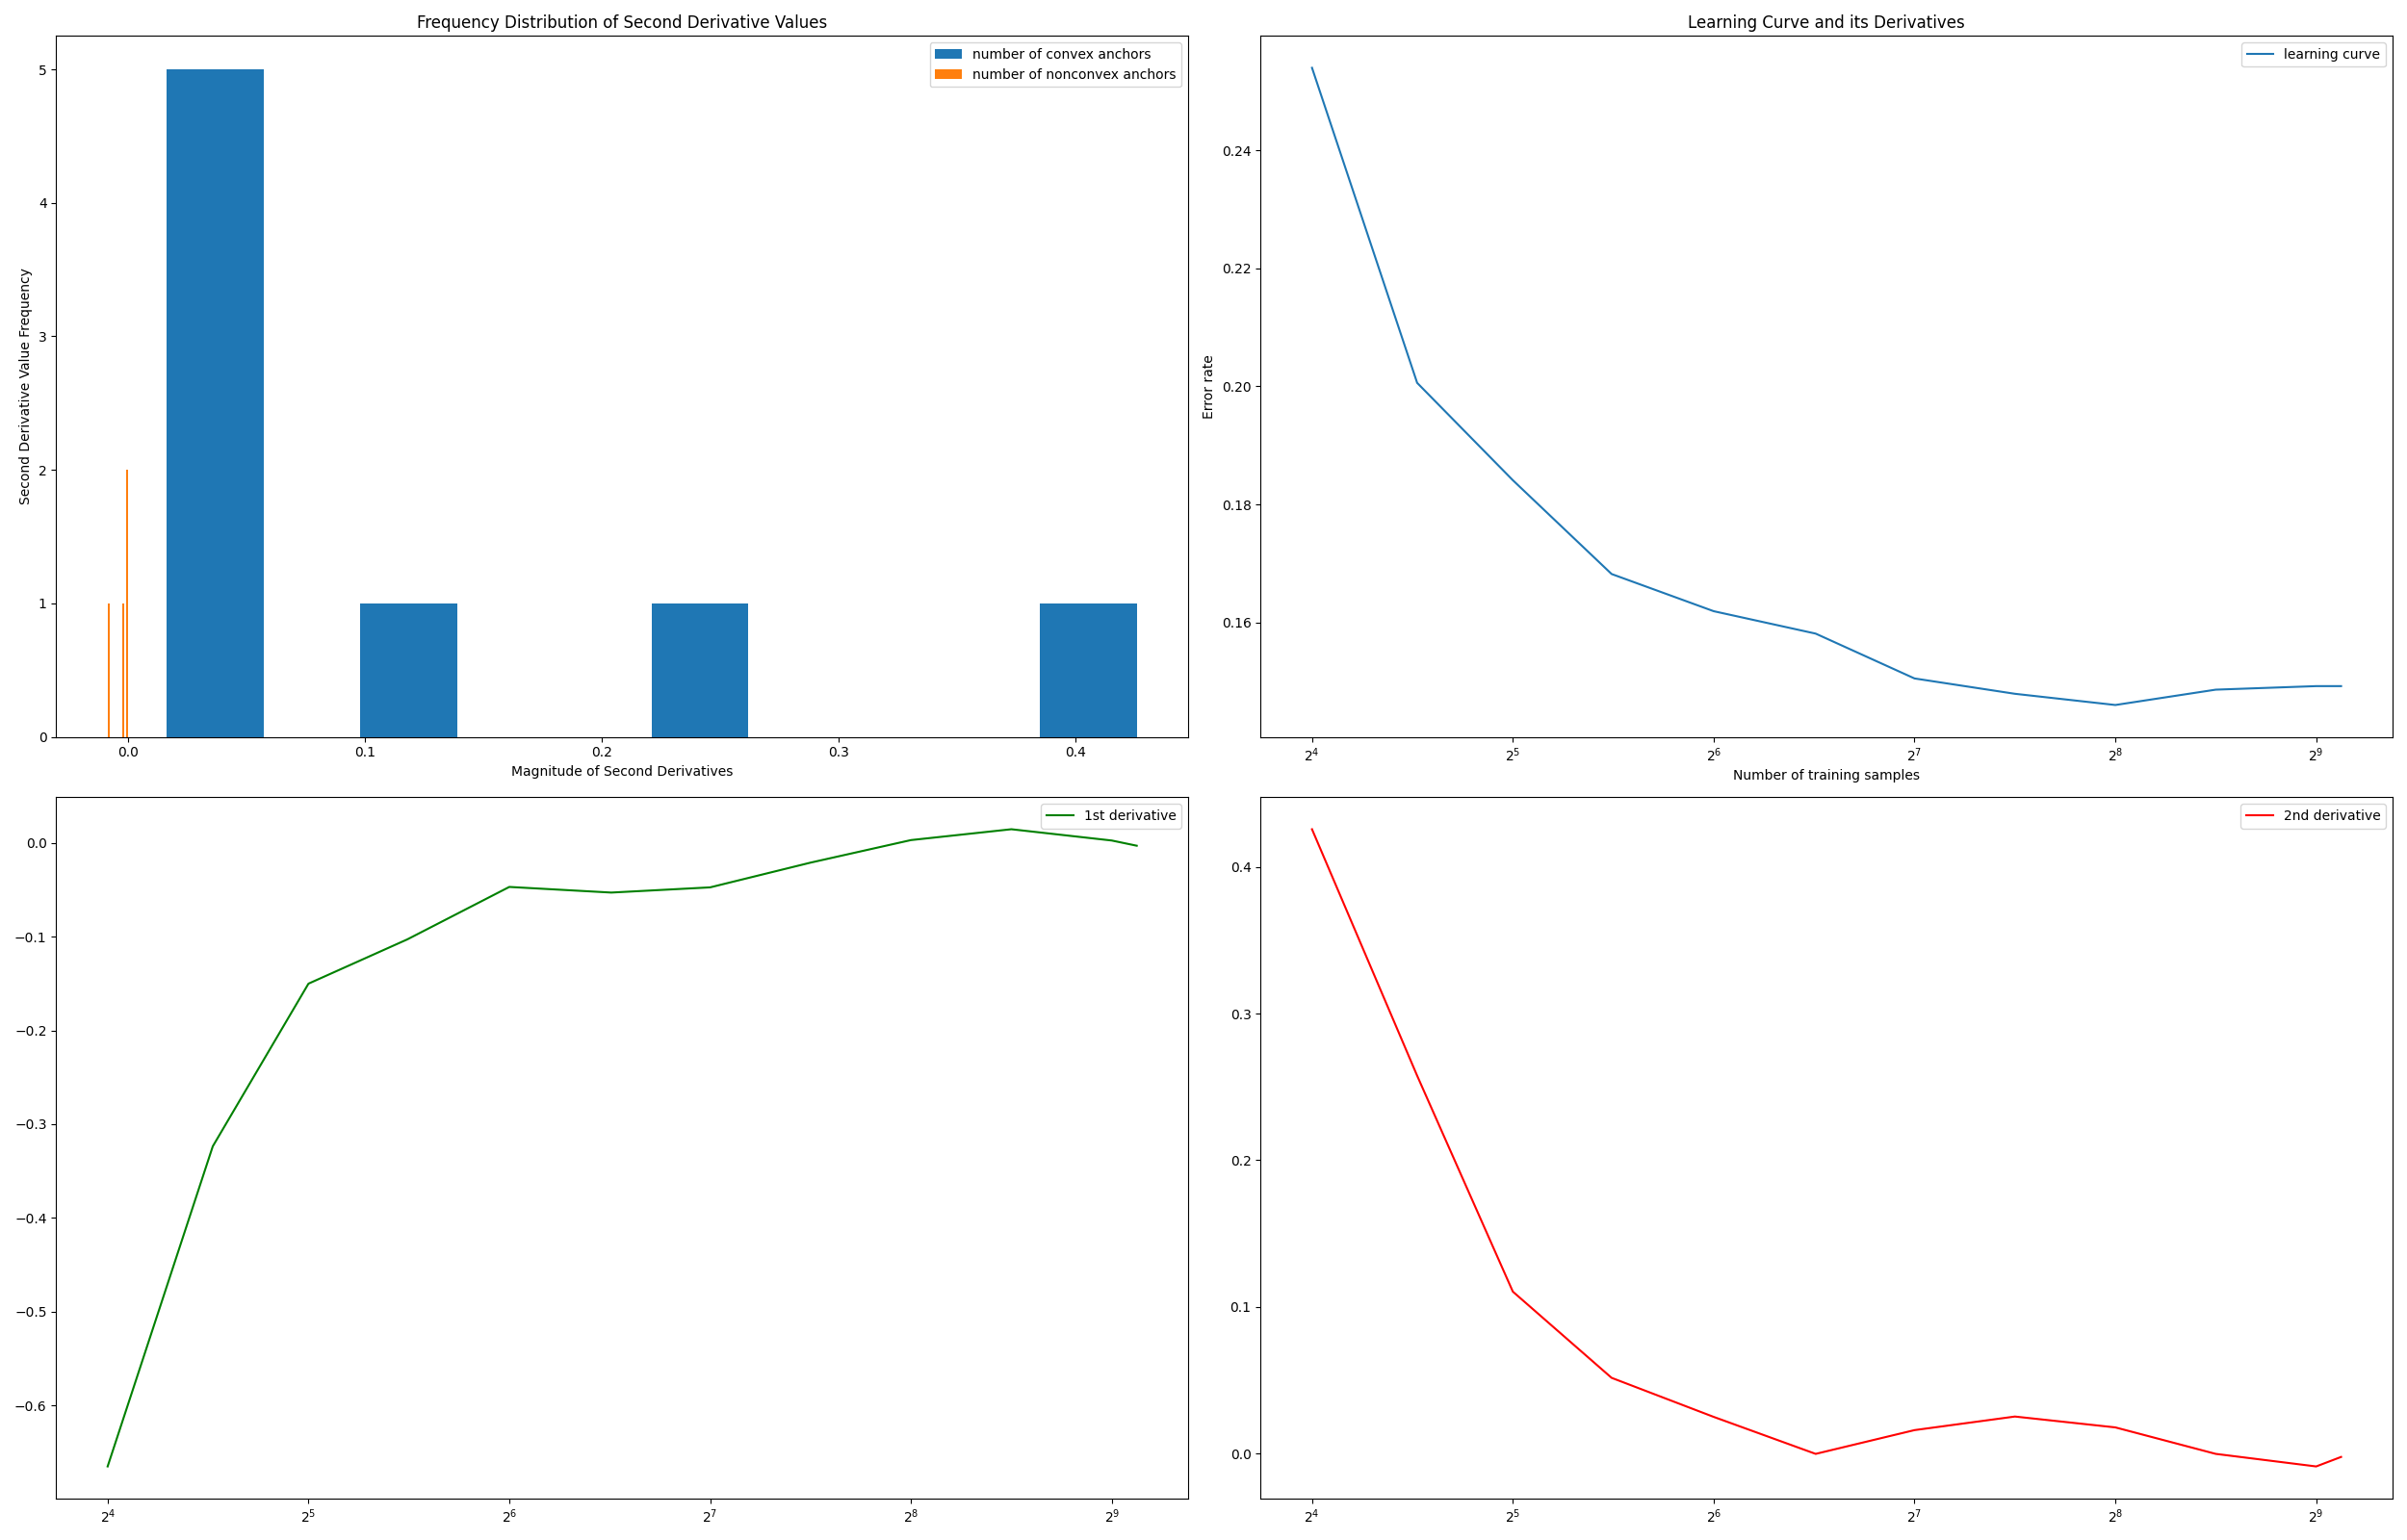 Frequency Distribution of Second Derivative Values
number of convex anchors
number of nonconvex anchors
Second Derivative Value Frequency
5
4
3
2
1
0
0.0 0.1 0.2 0.3 0.4
Magnitude of Second Derivatives
Learning Curve and its Derivatives
learning curve
Error rate
0.24
0.22
0.20
0.18
0.16
2⁴ 2⁵ 2⁶ 2⁷ 2⁸ 2⁹
Number of training samples
1st derivative
0.0
−0.1
−0.2
−0.3
−0.4
−0.5
−0.6
2⁴ 2⁵ 2⁶ 2⁷ 2⁸ 2⁹
2nd derivative
0.4
0.3
0.2
0.1
0.0
2⁴ 2⁵ 2⁶ 2⁷ 2⁸ 2⁹